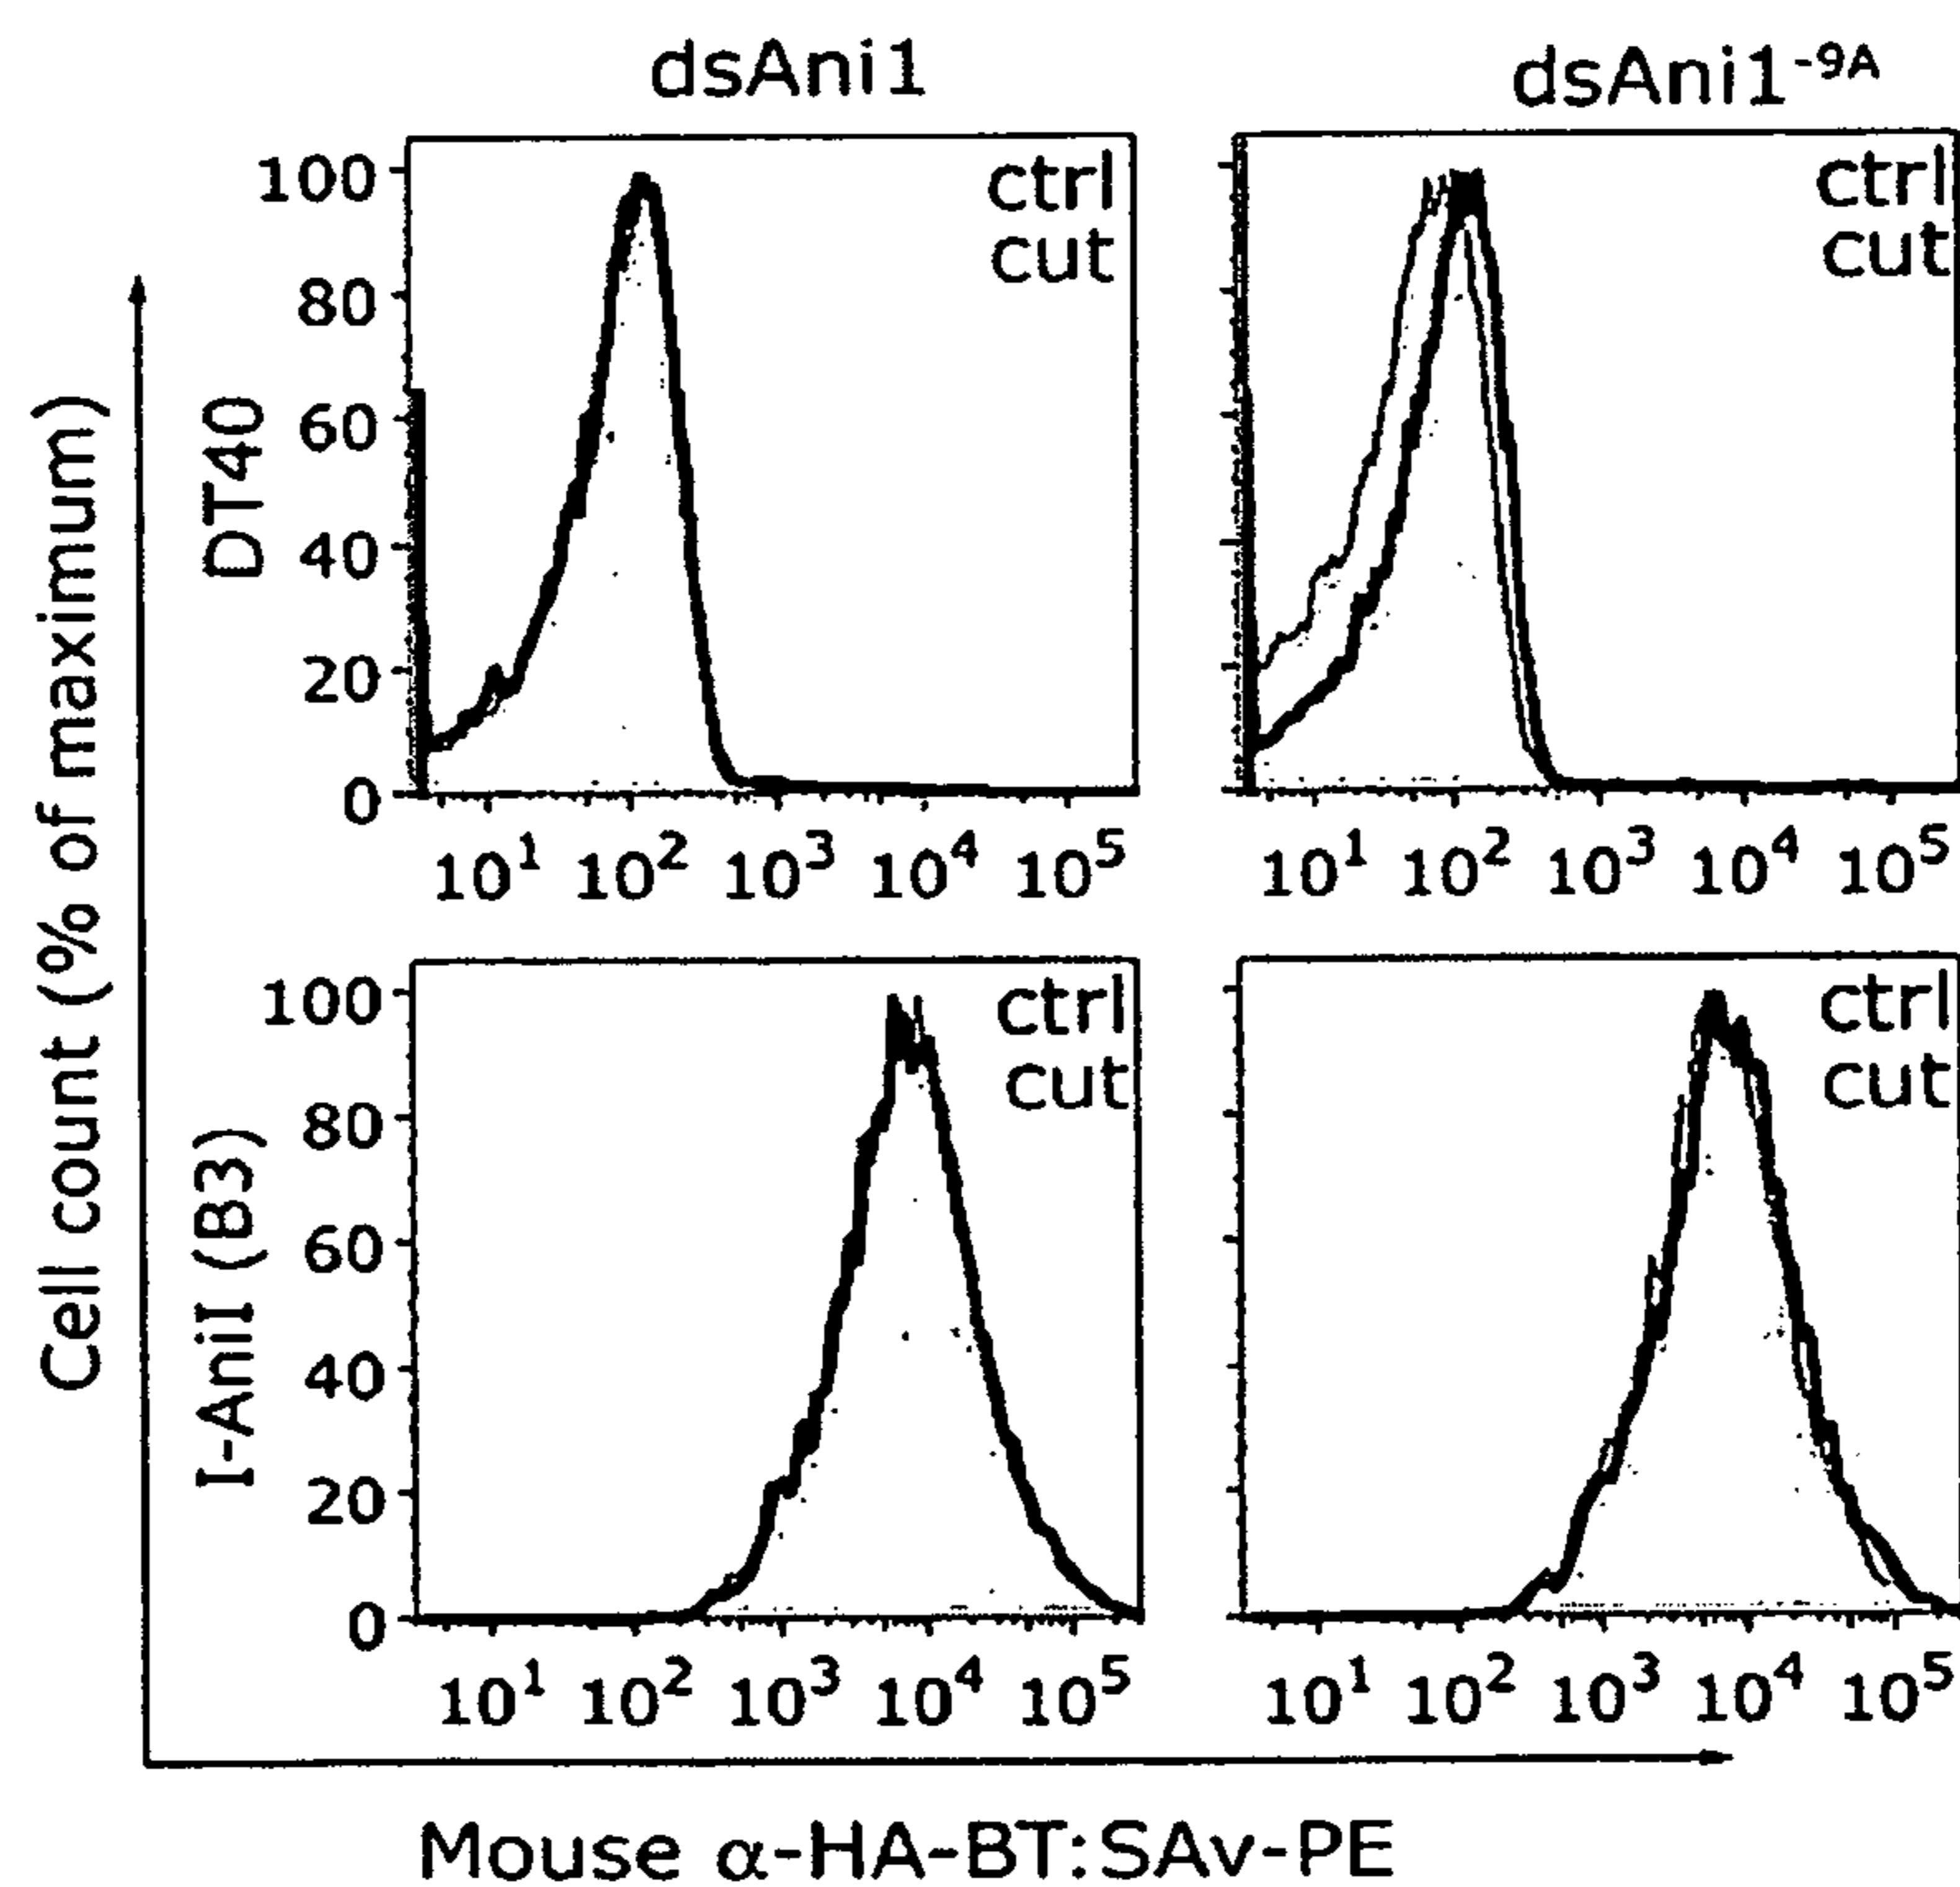 dsAni1
dsAni1-9A
Cell count (% of maximum)
DT40
100
80
60
40
20
0
ctrl
cut
10¹ 10² 10³ 10⁴ 10⁵
ctrl
cut
10¹ 10² 10³ 10⁴ 10⁵
I-AniI (B3)
100
80
60
40
20
0
ctrl
cut
10¹ 10² 10³ 10⁴ 10⁵
ctrl
cut
10¹ 10² 10³ 10⁴ 10⁵
Mouse α-HA-BT:SAv-PE